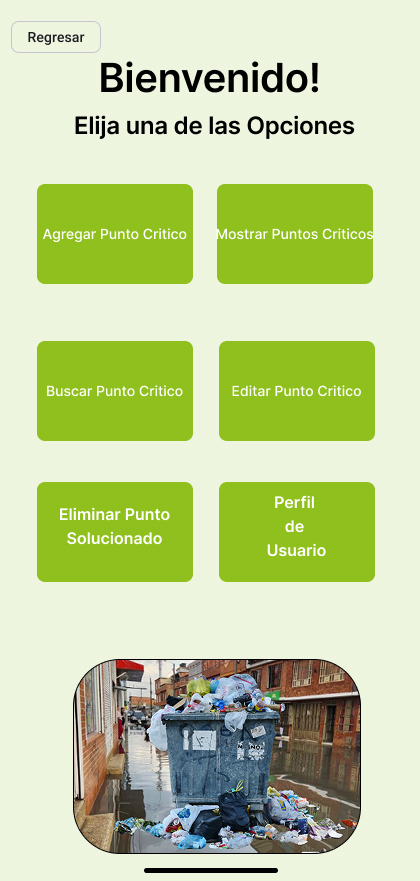 Regresar
Bienvenido!
Elija una de las Opciones
Agregar Punto Critico
Mostrar Puntos Criticos
Buscar Punto Critico
Editar Punto Critico
Eliminar Punto
Solucionado
Perfil
de
Usuario